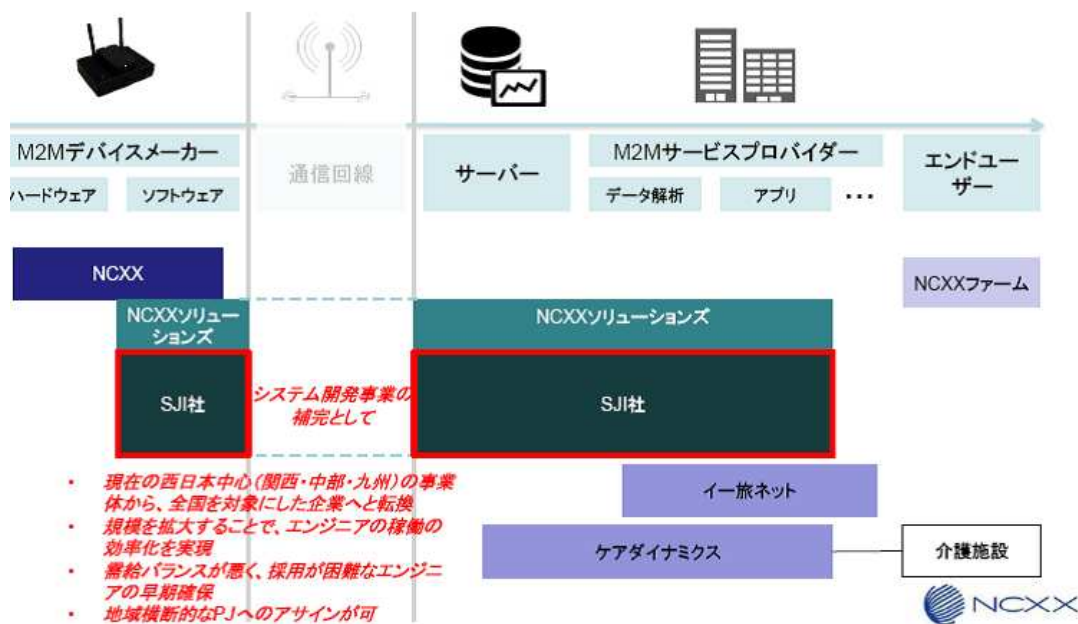 M2Mデバイスメーカー
通信回線
サーバー
M2Mサービスプロバイダー
エンドユー
ザー
ハードウェア
ソフトウェア
データ解析
アプリ
•••
NCXX
NCXXファーム
NCXXソリュー
ションズ
NCXXソリューションズ
SJI社
システム開発事業の
補完として
SJI社
• 現在の西日本中心(関西・中部・九州)の事業
体から、全国を対象にした企業へと転換
• 規模を拡大することで、エンジニアの稼働の
効率化を実現
• 需給バランスが悪く、採用が困難なエンジニ
アの早期確保
• 地域横断的なPJへのアサインが可
イー旅ネット
ケアダイナミクス
介護施設
NCXX